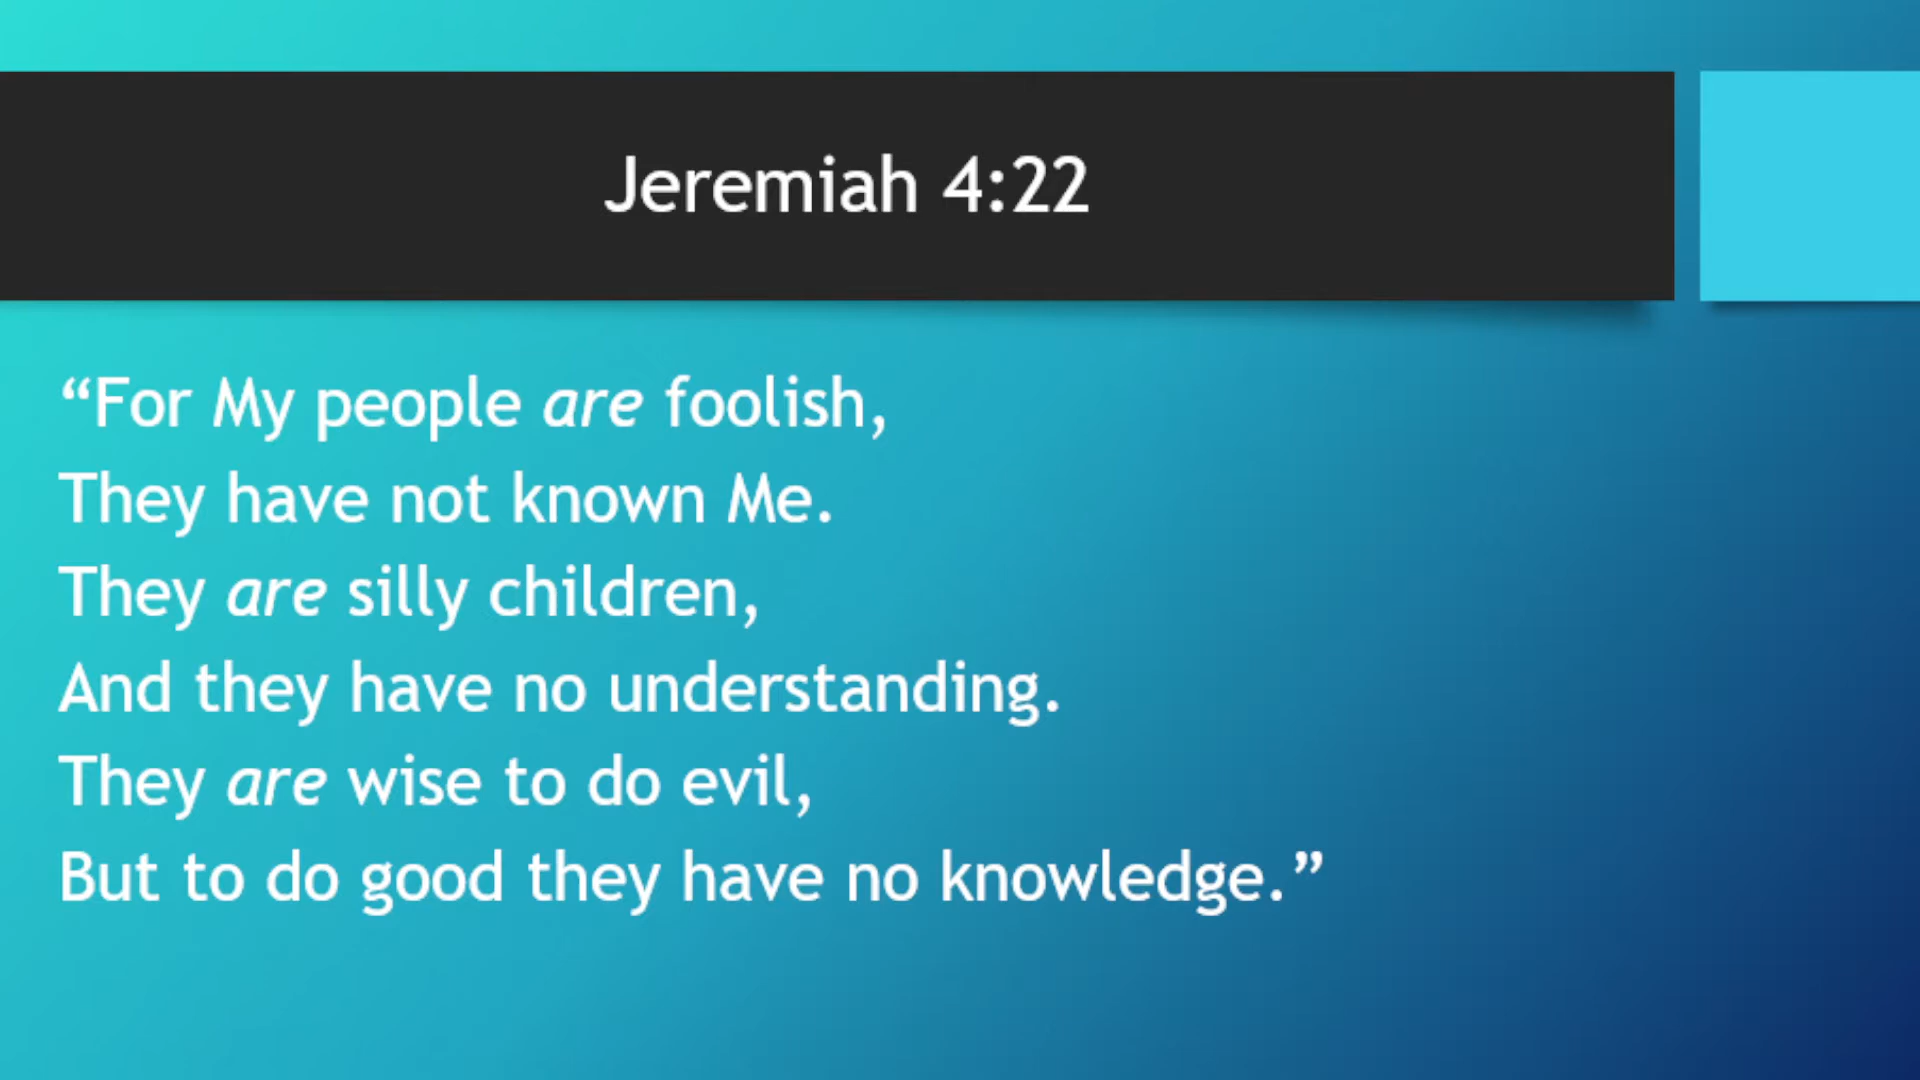 Jeremiah 4:22
“For My people are foolish,
They have not known Me.
They are silly children,
And they have no understanding.
They are wise to do evil,
But to do good they have no knowledge.”